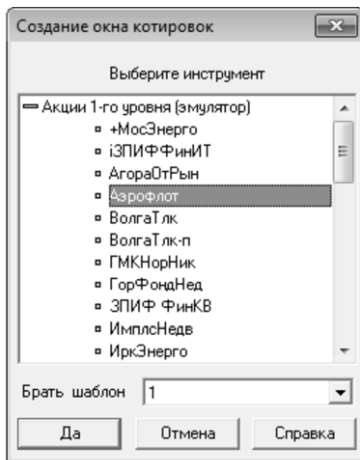 Создание окна котировок
Выберите инструмент
Акции 1-го уровня (эмулятор)
+МосЭнерго
iЗПИФФинИТ
АгораОтРын
Аэрофлот
ВолгаТлк
ВолгаТлк-п
ГМКНорНик
ГорФондНед
ЗПИФ ФинКВ
ИмплсНедв
ИркЭнерго
Брать шаблон 1
Да Отмена Справка